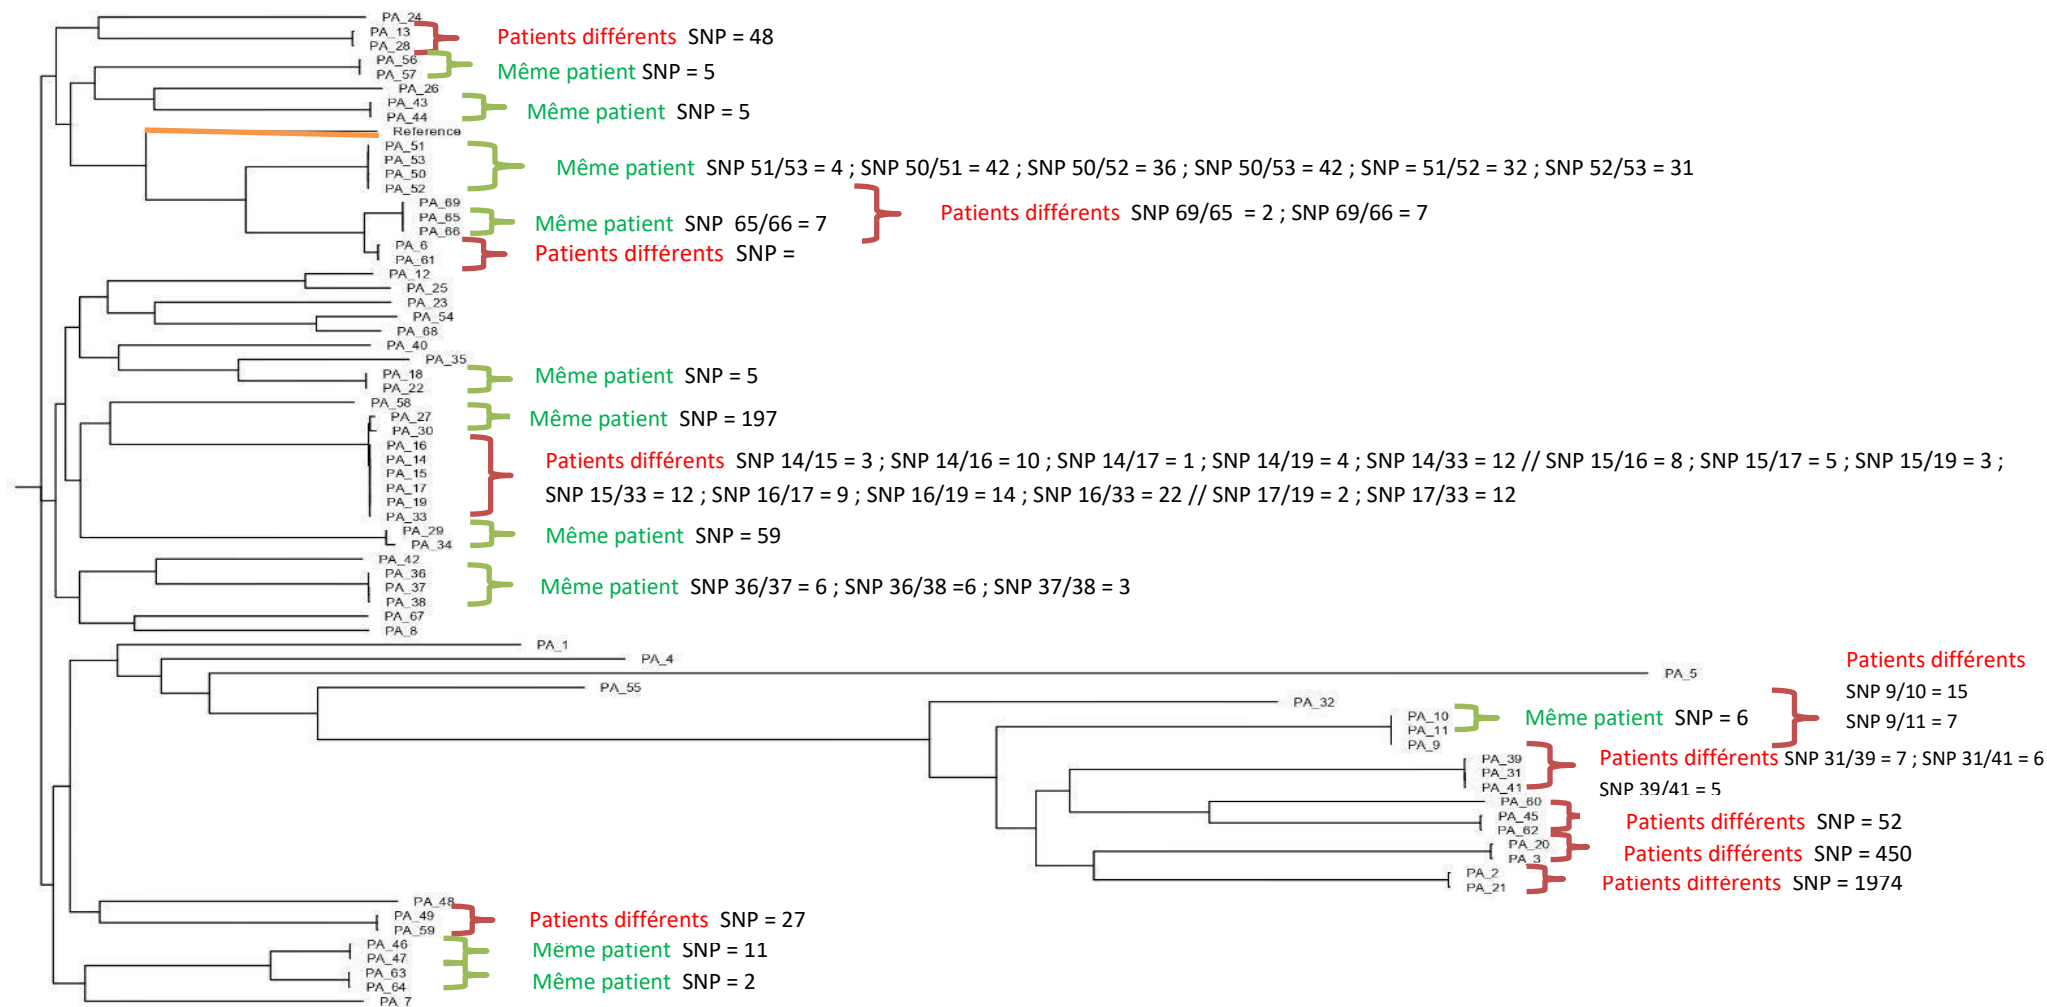 PA_24
PA_13
PA_28
Patients différents SNP = 48
PA_56
PA_57
Même patient SNP = 5
PA_26
PA_43
PA_44
Même patient SNP = 5
Reference
PA_51
PA_53
PA_50
PA_52
Même patient SNP 51/53 = 4 ; SNP 50/51 = 42 ; SNP 50/52 = 36 ; SNP 50/53 = 42 ; SNP = 51/52 = 32 ; SNP 52/53 = 31
PA_69
PA_65
PA_66
Même patient SNP 65/66 = 7
Patients différents SNP 69/65 = 2 ; SNP 69/66 = 7
PA_6
PA_61
Patients différents SNP =
PA_12
PA_25
PA_23
PA_54
PA_68
PA_40
PA_35
PA_18
PA_22
Même patient SNP = 5
PA_58
PA_27
PA_30
Même patient SNP = 197
PA_16
PA_14
PA_15
PA_17
PA_19
PA_33
Patients différents SNP 14/15 = 3 ; SNP 14/16 = 10 ; SNP 14/17 = 1 ; SNP 14/19 = 4 ; SNP 14/33 = 12 // SNP 15/16 = 8 ; SNP 15/17 = 5 ; SNP 15/19 = 3 ;
SNP 15/33 = 12 ; SNP 16/17 = 9 ; SNP 16/19 = 14 ; SNP 16/33 = 22 // SNP 17/19 = 2 ; SNP 17/33 = 12
PA_29
PA_34
Même patient SNP = 59
PA_42
PA_36
PA_37
PA_38
Même patient SNP 36/37 = 6 ; SNP 36/38 =6 ; SNP 37/38 = 3
PA_67
PA_8
PA_1
PA_4
PA_5
PA_55
PA_32
PA_10
PA_11
PA_9
Même patient SNP = 6
Patients différents
SNP 9/10 = 15
SNP 9/11 = 7
PA_39
PA_31
PA_41
Patients différents SNP 31/39 = 7 ; SNP 31/41 = 6
SNP 39/41 = 5
PA_60
PA_45
PA_62
Patients différents SNP = 52
PA_20
PA_3
Patients différents SNP = 450
PA_2
PA_21
Patients différents SNP = 1974
PA_48
PA_49
PA_59
Patients différents SNP = 27
PA_46
PA_47
Même patient SNP = 11
PA_63
PA_64
Même patient SNP = 2
PA_7